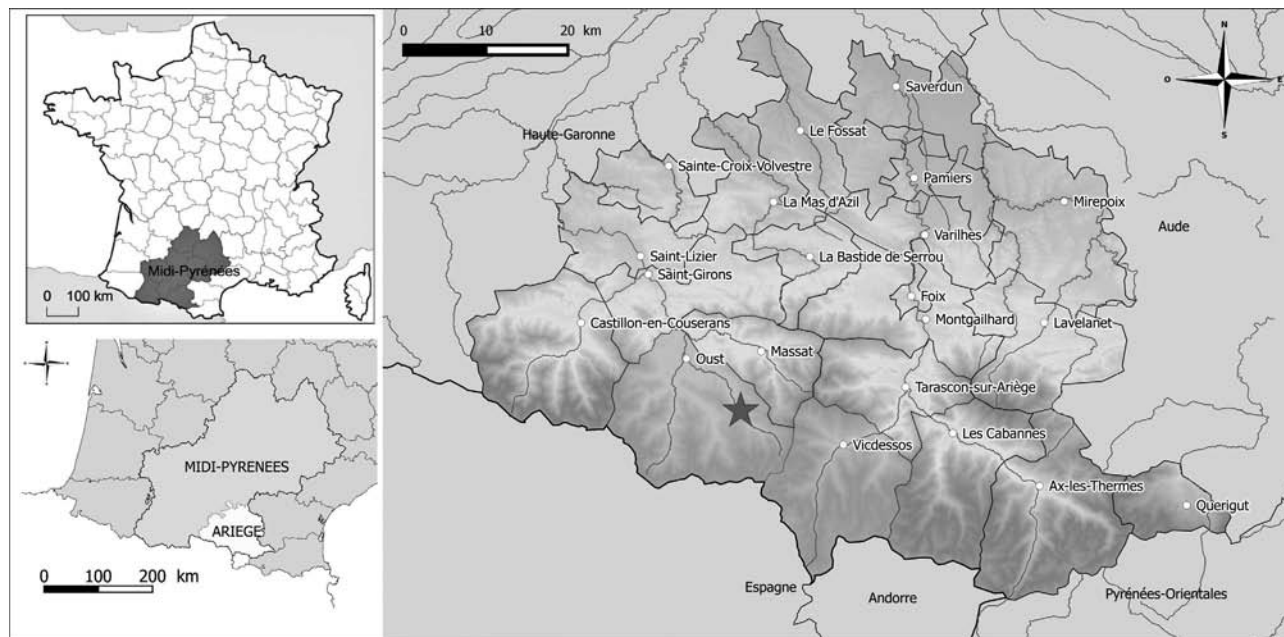 Midi-Pyrénées
0 100 km
MIDI-PYRENEES
ARIEGE
0 100 200 km
0 10 20 km
N
O E
S
Saverdun
Haute-Garonne
Le Fossat
Sainte-Croix-Volvestre
Pamiers
La Mas d'Azil
Mirepoix
Aude
Varilhes
Saint-Lizier
La Bastide de Serrou
Saint-Girons
Foix
Castillon-en-Couserans
Montgailhard
Lavelanet
Oust
Massat
Tarascon-sur-Ariège
Les Cabannes
Vicdessos
Ax-les-Thermes
Querigut
Espagne
Andorre
Pyrénées-Orientales